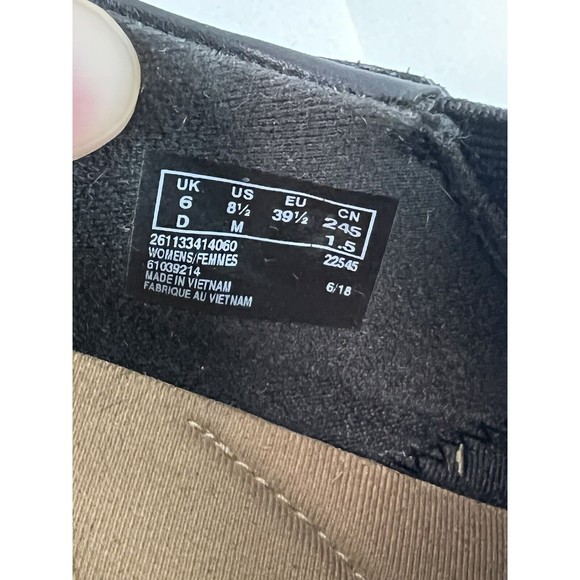 UK US EU CN
6 8½ 39½ 245
D M 1.5
261133414060 22545
WOMENS/FEMMES
61039214
MADE IN VIETNAM 6/18
FABRIQUE AU VIETNAM